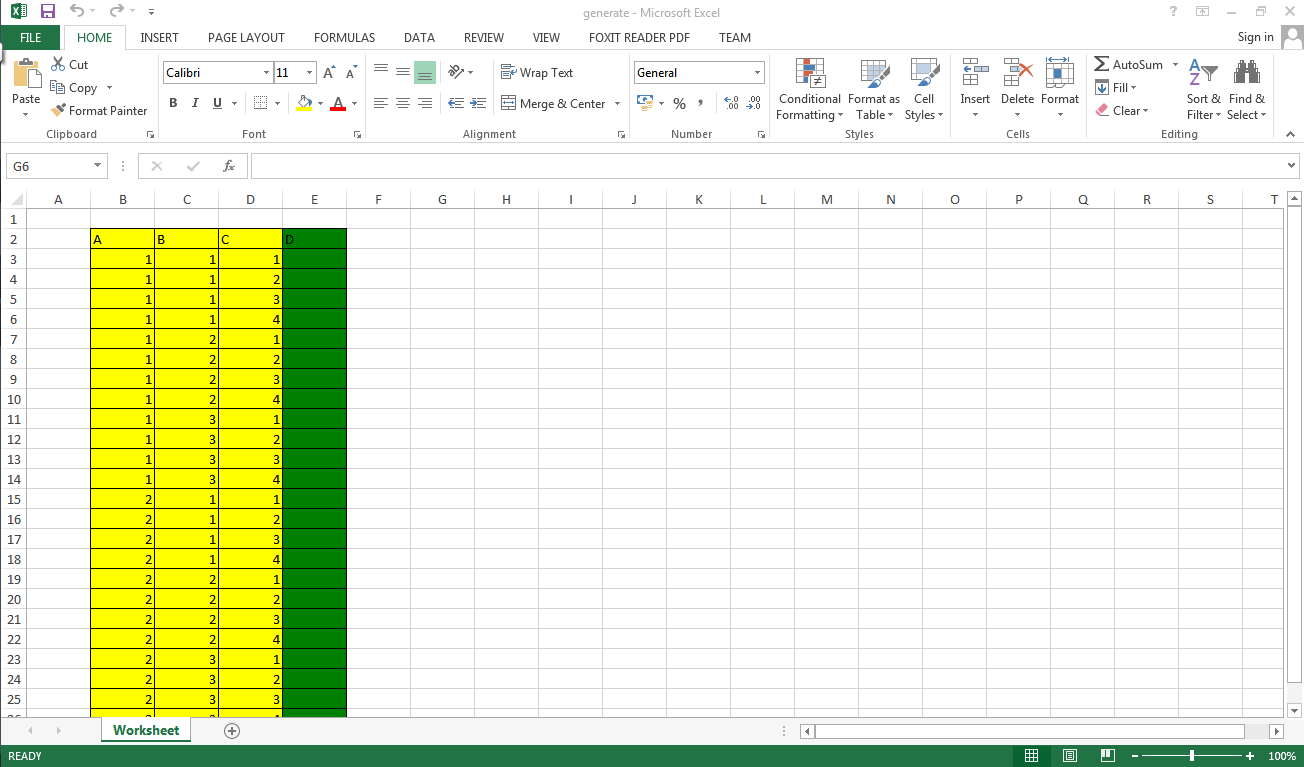 generate - Microsoft Excel
?
FILE HOME INSERT PAGE LAYOUT FORMULAS DATA REVIEW VIEW FOXIT READER PDF TEAM Sign in
Paste Cut Copy Format Painter
Clipboard
Calibri 11 A A
B I U A
Font
Wrap Text
Merge & Center
Alignment
General
% ,
Number
Conditional Formatting Format as Table Cell Styles
Styles
Insert Delete Format
Cells
AutoSum Fill Clear Sort & Filter Find & Select
Editing
G6 fx
A B C D E F G H I J K L M N O P Q R S T
1
2 A B C D
3 1 1 1
4 1 1 2
5 1 1 3
6 1 1 4
7 1 2 1
8 1 2 2
9 1 2 3
10 1 2 4
11 1 3 1
12 1 3 2
13 1 3 3
14 1 3 4
15 2 1 1
16 2 1 2
17 2 1 3
18 2 1 4
19 2 2 1
20 2 2 2
21 2 2 3
22 2 2 4
23 2 3 1
24 2 3 2
25 2 3 3
Worksheet
READY 100%